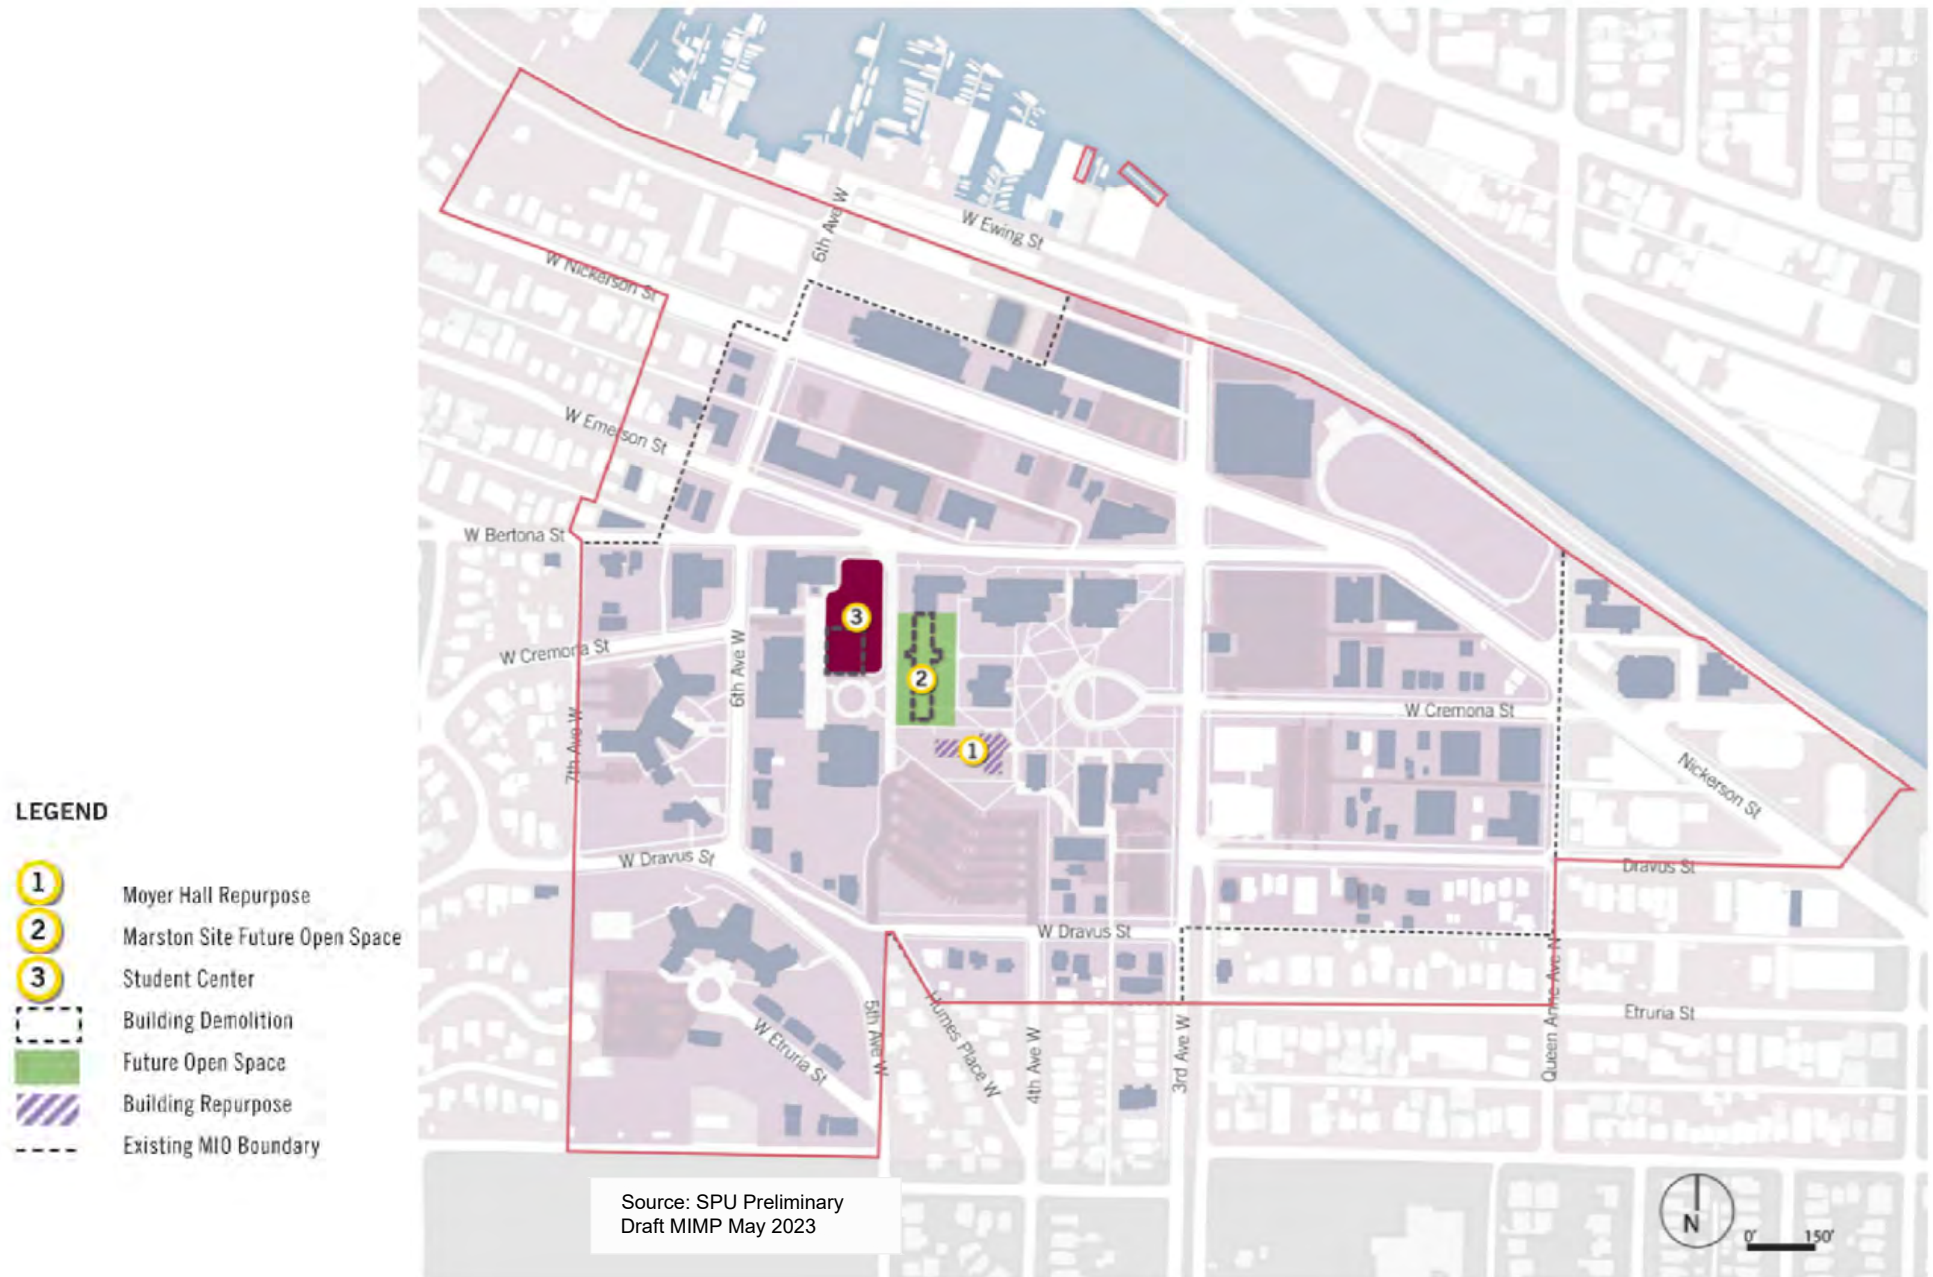 6th Ave W
W Ewing St
W Nickerson St
W Emerson St
W Bertona St
3
W Cremona St
6th Ave W
2
W Cremona St
7th Ave W
1
Nickerson St
LEGEND
W Dravus St
Dravus St
1
Moyer Hall Repurpose
2
Marston Site Future Open Space
W Dravus St
3
Student Center
Queen Anne Ave N
Building Demolition
5th Ave W
Humes Place W
4th Ave W
3rd Ave W
Etruria St
W Etruria St
Future Open Space
Building Repurpose
Existing MIO Boundary
Source: SPU Preliminary
Draft MIMP May 2023
N
0'
150'